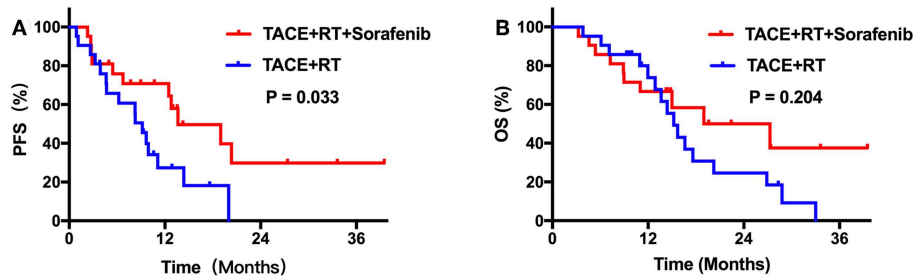 A
TACE+RT+Sorafenib
TACE+RT
P = 0.033
PFS (%)
100
80
60
40
20
0
0 12 24 36
Time (Months)
B
TACE+RT+Sorafenib
TACE+RT
P = 0.204
OS (%)
100
80
60
40
20
0
0 12 24 36
Time (Months)